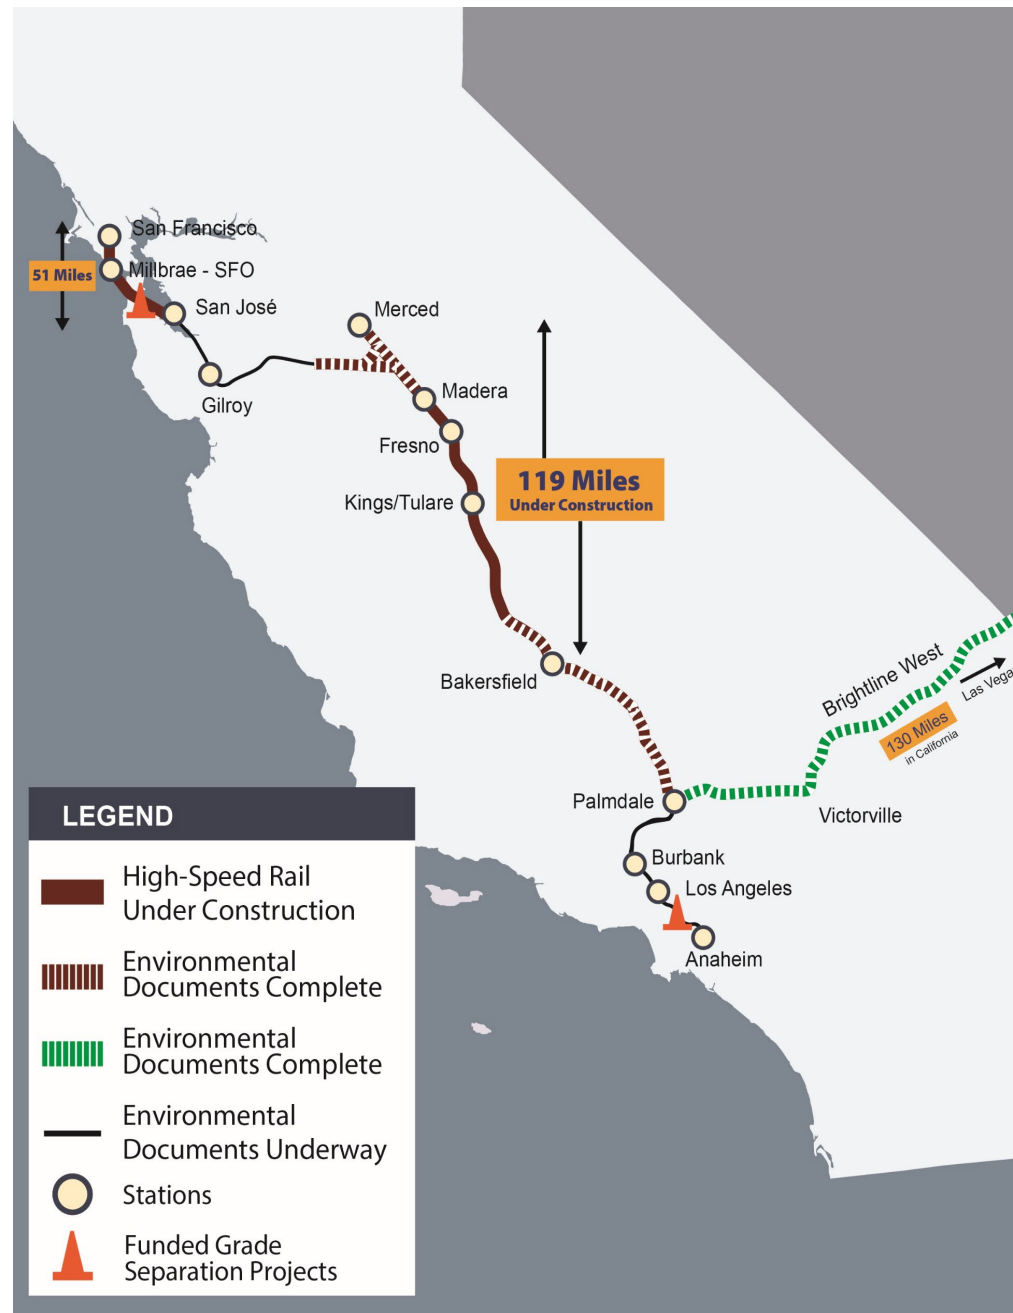 San Francisco
51 Miles
Millbrae - SFO
San José
Merced
Gilroy
Madera
Fresno
119 Miles
Under Construction
Kings/Tulare
Bakersfield
Brightline West
Las Vega
130 Miles
in California
Palmdale
Victorville
Burbank
Los Angeles
Anaheim
LEGEND
High-Speed Rail
Under Construction
Environmental
Documents Complete
Environmental
Documents Complete
Environmental
Documents Underway
Stations
Funded Grade
Separation Projects